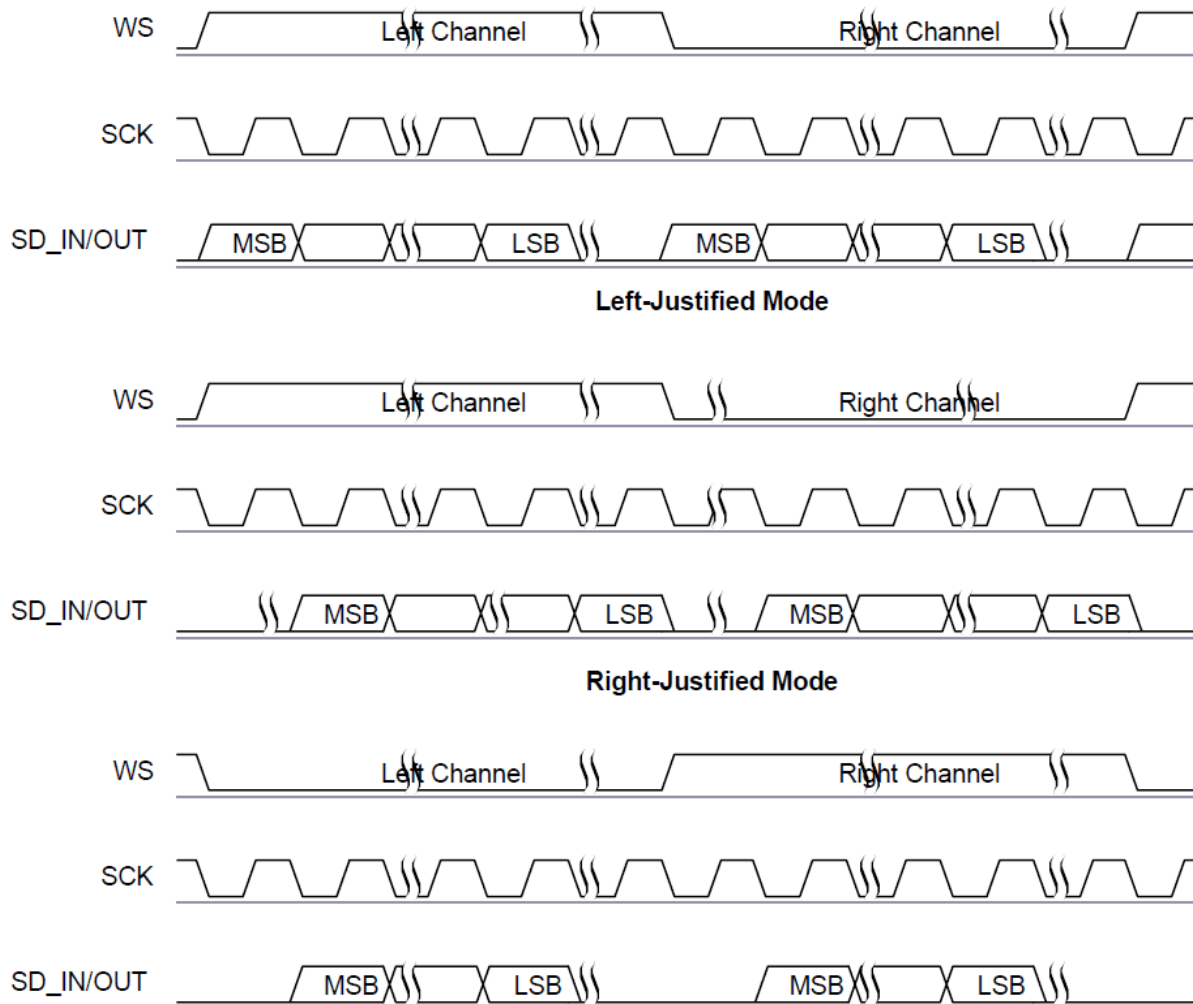 WS Left Channel Right Channel
SCK
SD_IN/OUT MSB LSB MSB LSB
Left-Justified Mode
WS Left Channel Right Channel
SCK
SD_IN/OUT MSB LSB MSB LSB
Right-Justified Mode
WS Left Channel Right Channel
SCK
SD_IN/OUT MSB LSB MSB LSB